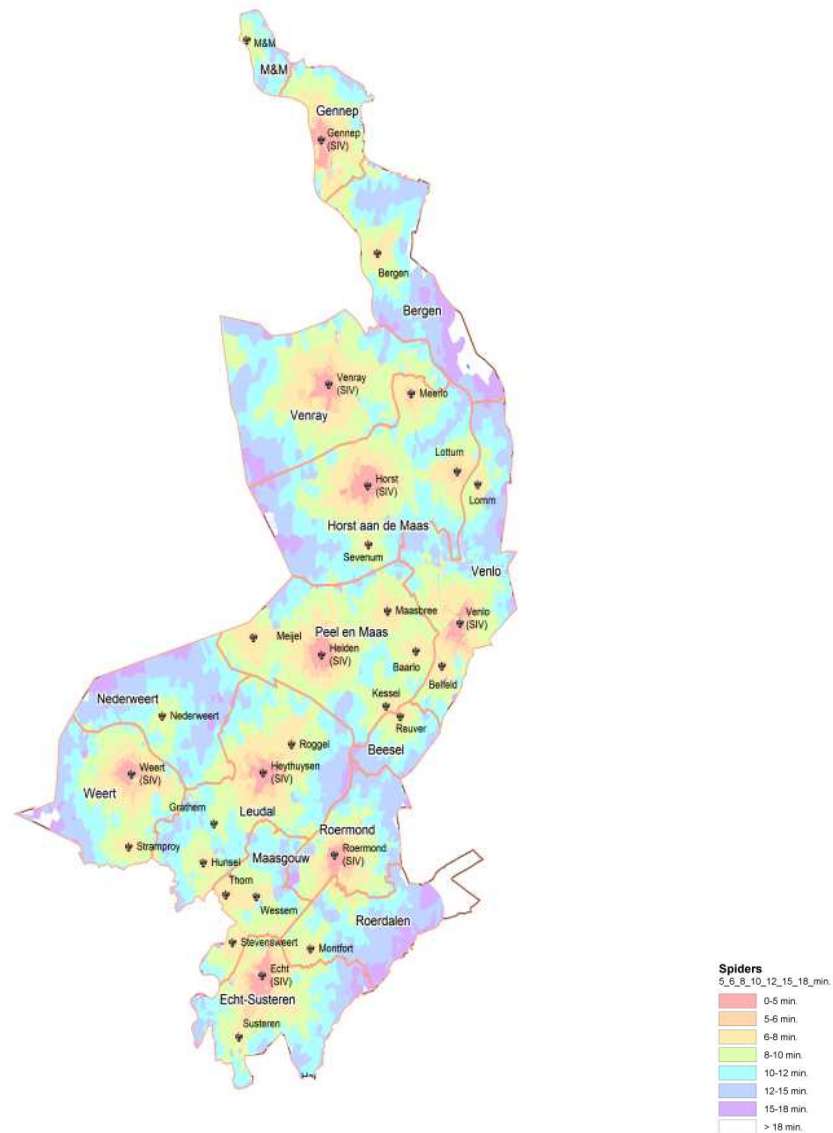 M&M
M&M
Gennep
Gennep
(SIV)
Bergen
Bergen
Venray
(SIV)
Meerlo
Venray
Lottum
Horst
(SIV)
Lomm
Horst aan de Maas
Sevenum
Venlo
Maasbree
Venlo
(SIV)
Peel en Maas
Meijel
Helden
(SIV)
Baarlo
Belfeld
Kessel
Nederweert
Nederweert
Reuver
Roggel
Beesel
Weert
(SIV)
Heythuysen
(SIV)
Weert
Grathem
Leudal
Roermond
Stramproy
Maasgouw
Roermond
(SIV)
Hunsel
Thorn
Wessem
Roerdalen
Stevensweert
Montfort
Echt
(SIV)
Echt-Susteren
Susteren
Spiders
5_6_8_10_12_15_18_min.
0-5 min.
5-6 min.
6-8 min.
8-10 min.
10-12 min.
12-15 min.
15-18 min.
> 18 min.